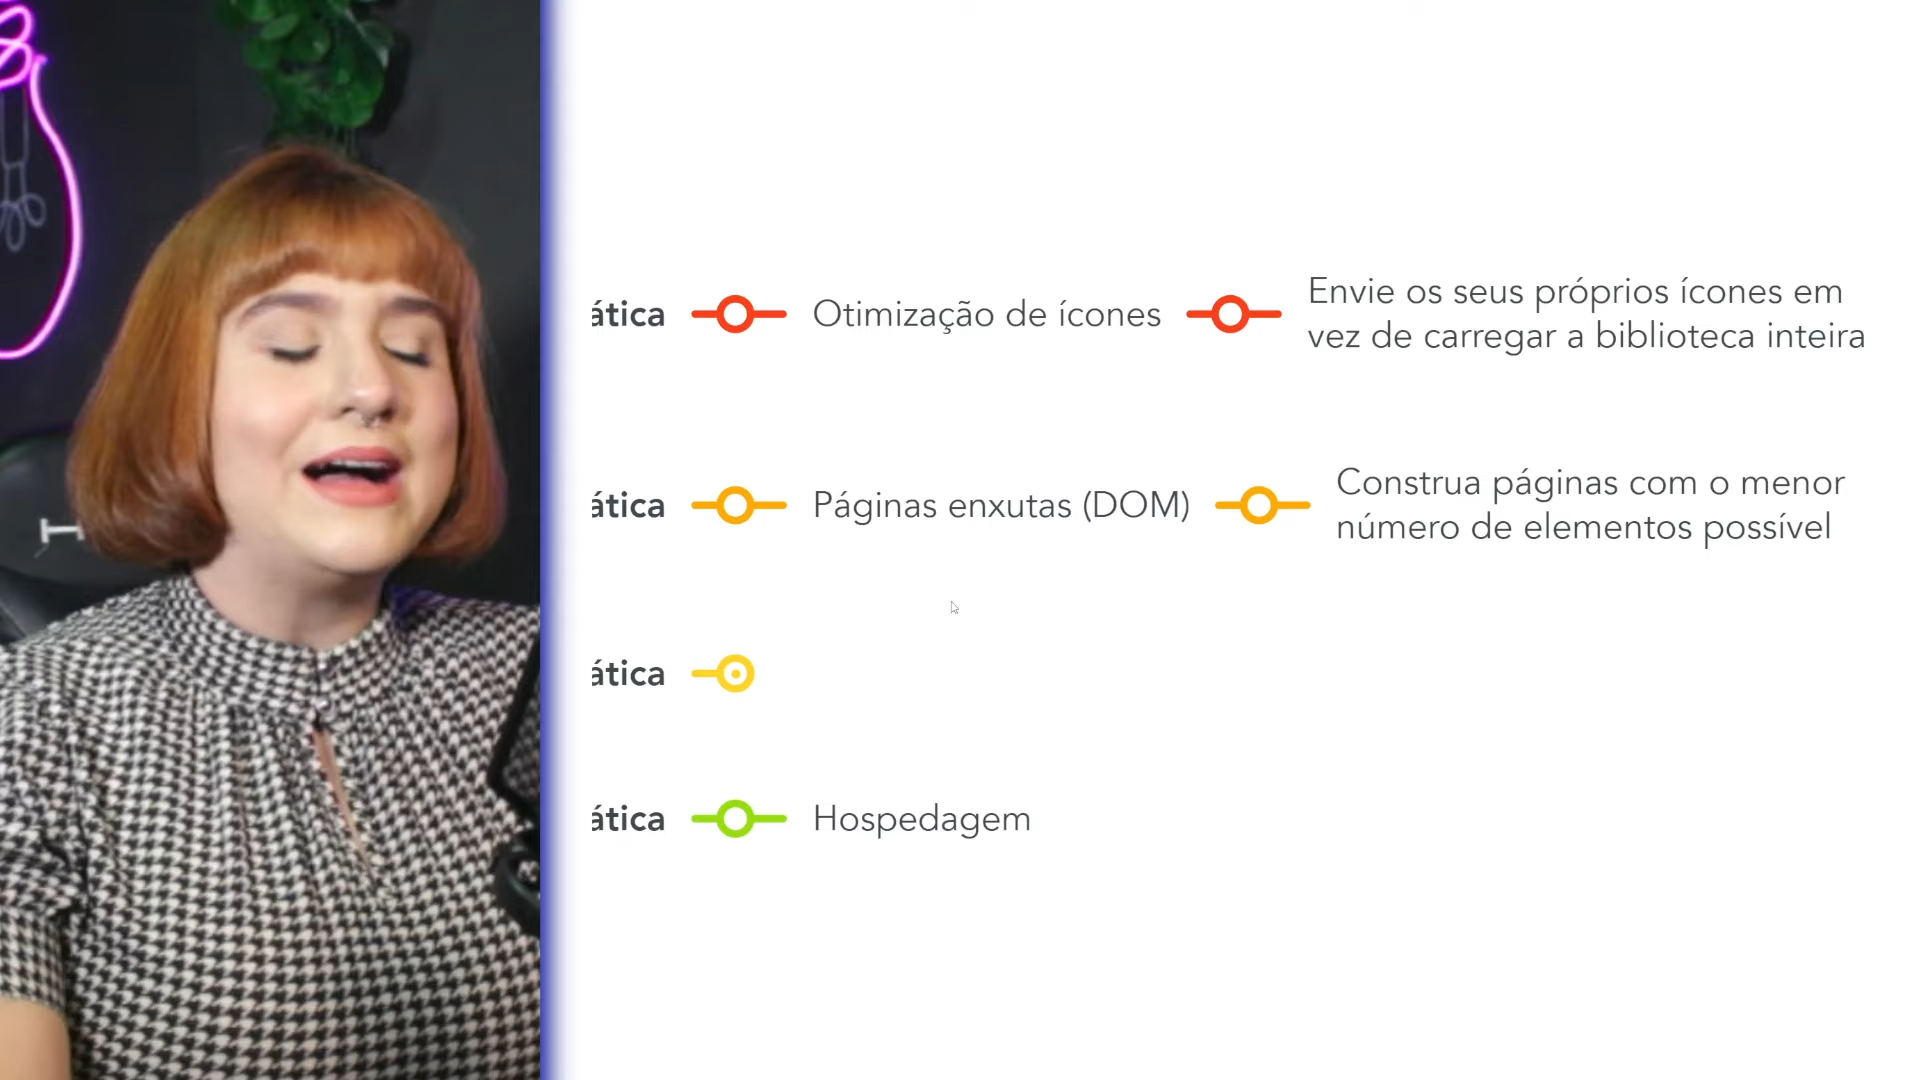 ática Otimização de ícones Envie os seus próprios ícones em
vez de carregar a biblioteca inteira
ática Páginas enxutas (DOM) Construa páginas com o menor
número de elementos possível
ática
ática Hospedagem